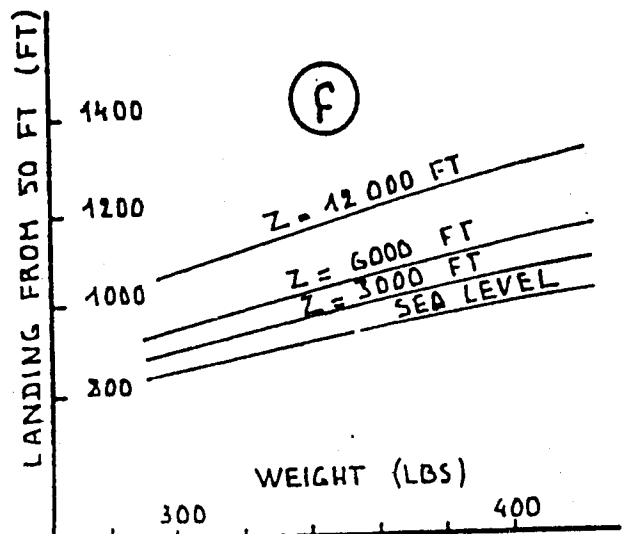 LANDING FROM 50 FT (FT)
F
1400
1200
1000
800
Z = 12 000 FT
Z = 6000 FT
Z = 3000 FT
SEA LEVEL
WEIGHT (LBS)
300
400